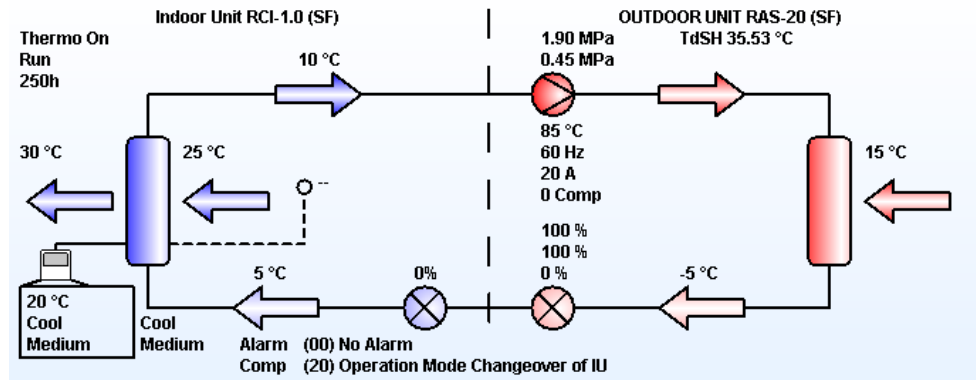 Indoor Unit RCI-1.0 (SF)
OUTDOOR UNIT RAS-20 (SF)
Thermo On
Run
250h
10 °C
1.90 MPa
0.45 MPa
TdSH 35.53 °C
30 °C
25 °C
--
85 °C
60 Hz
20 A
0 Comp
15 °C
100 %
100 %
0 %
5 °C
0%
-5 °C
20 °C
Cool
Medium
Cool
Medium
Alarm (00) No Alarm
Comp (20) Operation Mode Changeover of IU